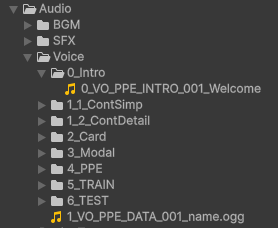 Audio
BGM
SFX
Voice
0_Intro
0_VO_PPE_INTRO_001_Welcome
1_1_ContSimp
1_2_ContDetail
2_Card
3_Modal
4_PPE
5_TRAIN
6_TEST
1_VO_PPE_DATA_001_name.ogg